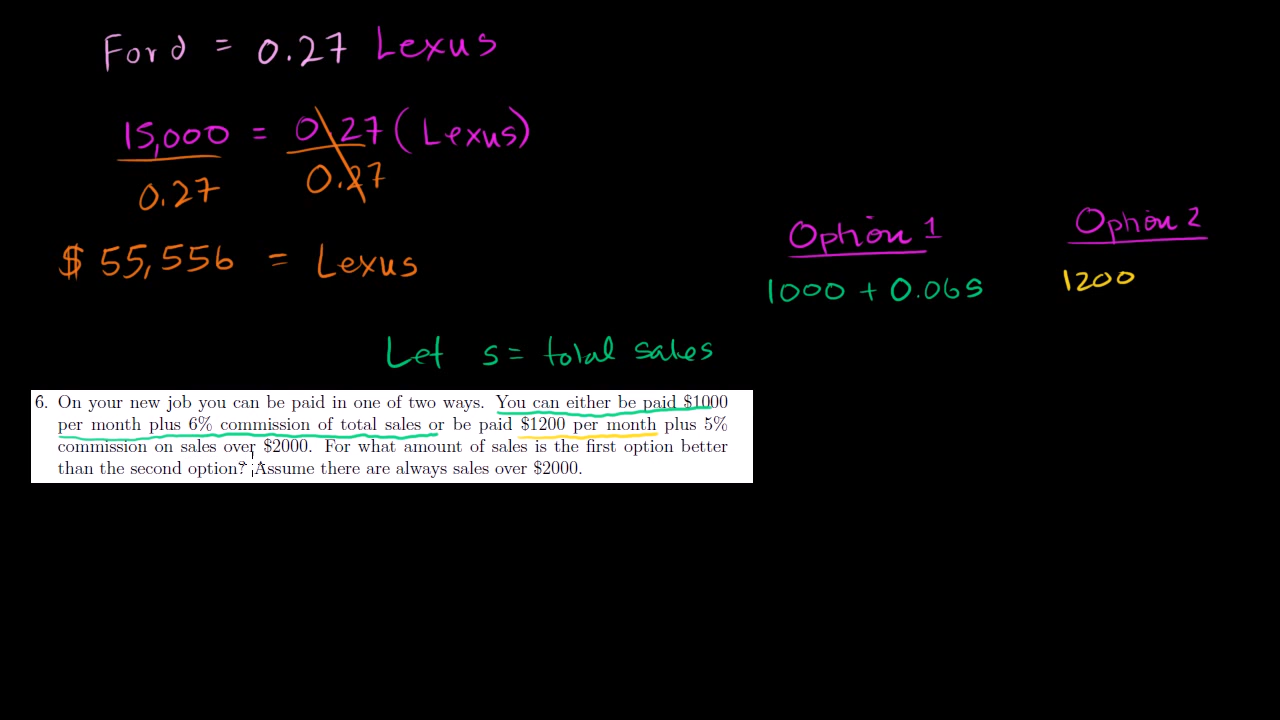 Ford = 0.27 Lexus
15,000 = 0.27 (Lexus)
0.27 0.27
$ 55,556 = Lexus
Option 1 Option 2
1000 + 0.06s 1200
Let s = total sales
6. On your new job you can be paid in one of two ways. You can either be paid $1000
per month plus 6% commission of total sales or be paid $1200 per month plus 5%
commission on sales over $2000. For what amount of sales is the first option better
than the second option? Assume there are always sales over $2000.